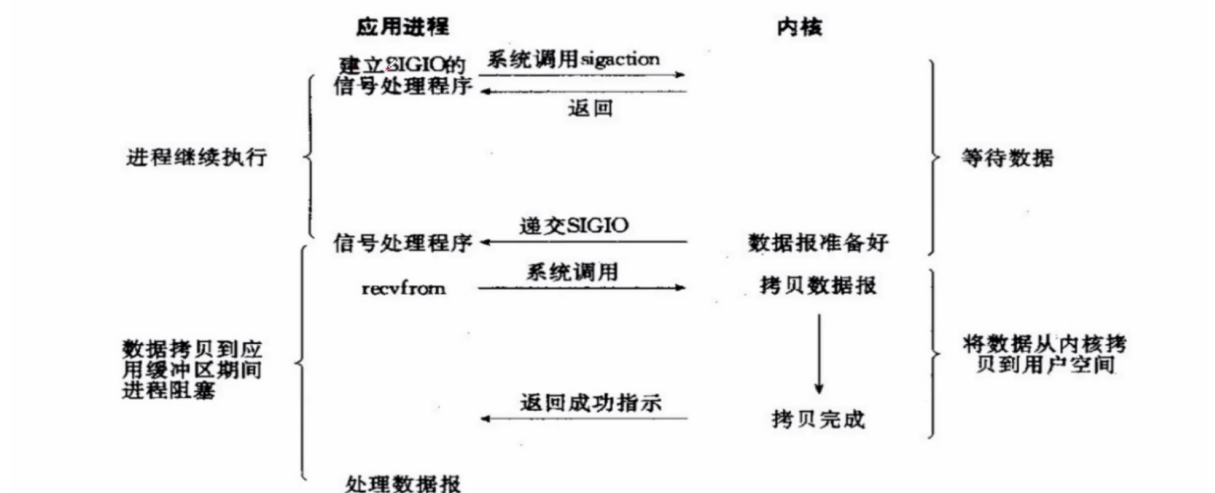 应用进程
内核
建立SIGIO的
信号处理程序
系统调用sigaction
返回
进程继续执行
等待数据
递交SIGIO
信号处理程序
数据报准备好
系统调用
recvfrom
拷贝数据报
数据拷贝到应
用缓冲区期间
进程阻塞
将数据从内核拷
贝到用户空间
返回成功指示
拷贝完成
处理数据报